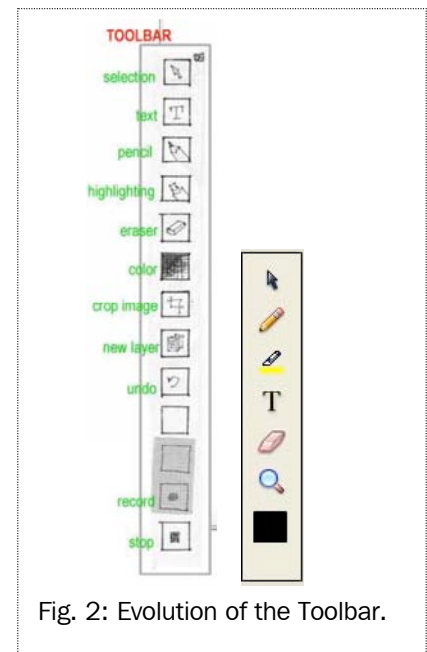 TOOLBAR
selection
text
T
pencil
highlighting
eraser
color
crop image
new layer
undo
record
stop
T
Fig. 2: Evolution of the Toolbar.